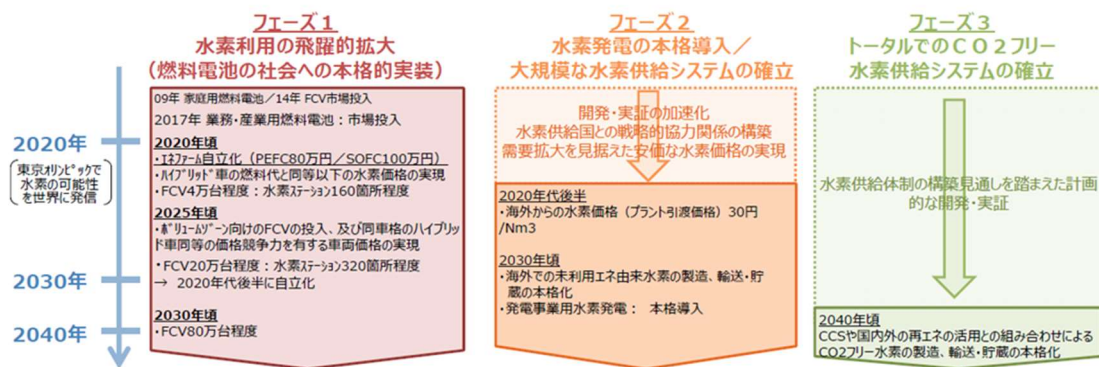 フェーズ１
水素利用の飛躍的拡大
（燃料電池の社会への本格的実装）
フェーズ２
水素発電の本格導入／
大規模な水素供給システムの確立
フェーズ３
トータルでのＣＯ２フリー
水素供給システムの確立
2020年
東京オリンピックで
水素の可能性
を世界に発信
2030年
2040年
09年 家庭用燃料電池／14年 FCV市場投入
2017年 業務・産業用燃料電池：市場投入
2020年頃
・ｴﾈﾌｧｰﾑ自立化（PEFC80万円／SOFC100万円）
・ﾊｲﾌﾞﾘｯﾄﾞ車の燃料代と同等以下の水素価格の実現
・FCV4万台程度：水素ステーション160箇所程度
2025年頃
・ﾎﾞﾘｭｰﾑｿﾞｰﾝ向けのFCVの投入、及び同車格のハイブリッ
ド車同等の価格競争力を有する車両価格の実現
・FCV20万台程度：水素ｽﾃｰｼｮﾝ320箇所程度
→ 2020年代後半に自立化
2030年頃
・FCV80万台程度
開発・実証の加速化
水素供給国との戦略的協力関係の構築
需要拡大を見据えた安価な水素価格の実現
2020年代後半
・海外からの水素価格（プラント引渡価格）30円
/Nm3
2030年頃
・海外での未利用エネ由来水素の製造、輸送・貯
蔵の本格化
・発電事業用水素発電： 本格導入
水素供給体制の構築見通しを踏まえた計画
的な開発・実証
2040年頃
CCSや国内外の再エネの活用との組み合わせによる
CO2フリー水素の製造、輸送・貯蔵の本格化